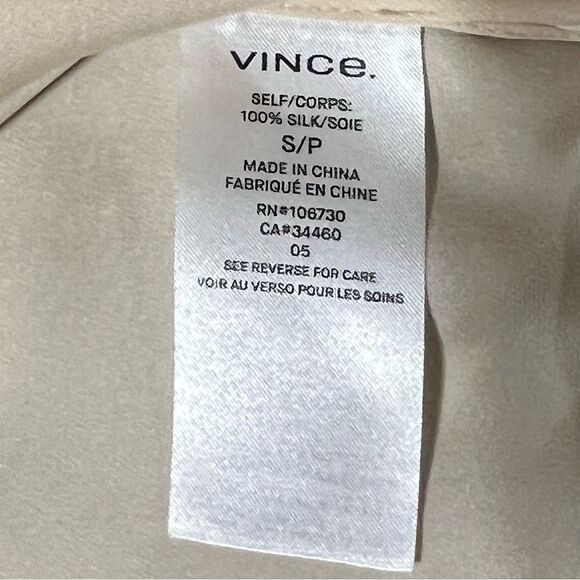 VINCe.
SELF/CORPS:
100% SILK/SOIE
S/P
MADE IN CHINA
FABRIQUÉ EN CHINE
RN#106730
CA#34460
05
SEE REVERSE FOR CARE
VOIR AU VERSO POUR LES SOINS